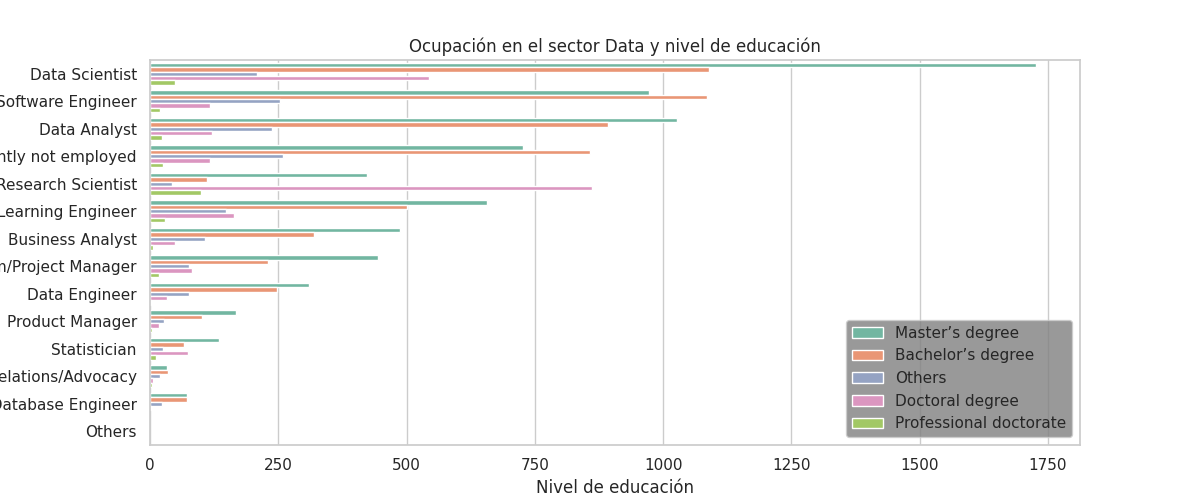 Ocupación en el sector Data y nivel de educación
Data Scientist
Software Engineer
Data Analyst
not employed
Research Scientist
Learning Engineer
Business Analyst
/Project Manager
Data Engineer
Product Manager
Statistician
elations/Advocacy
Database Engineer
Others
Master’s degree
Bachelor’s degree
Others
Doctoral degree
Professional doctorate
0 250 500 750 1000 1250 1500 1750
Nivel de educación